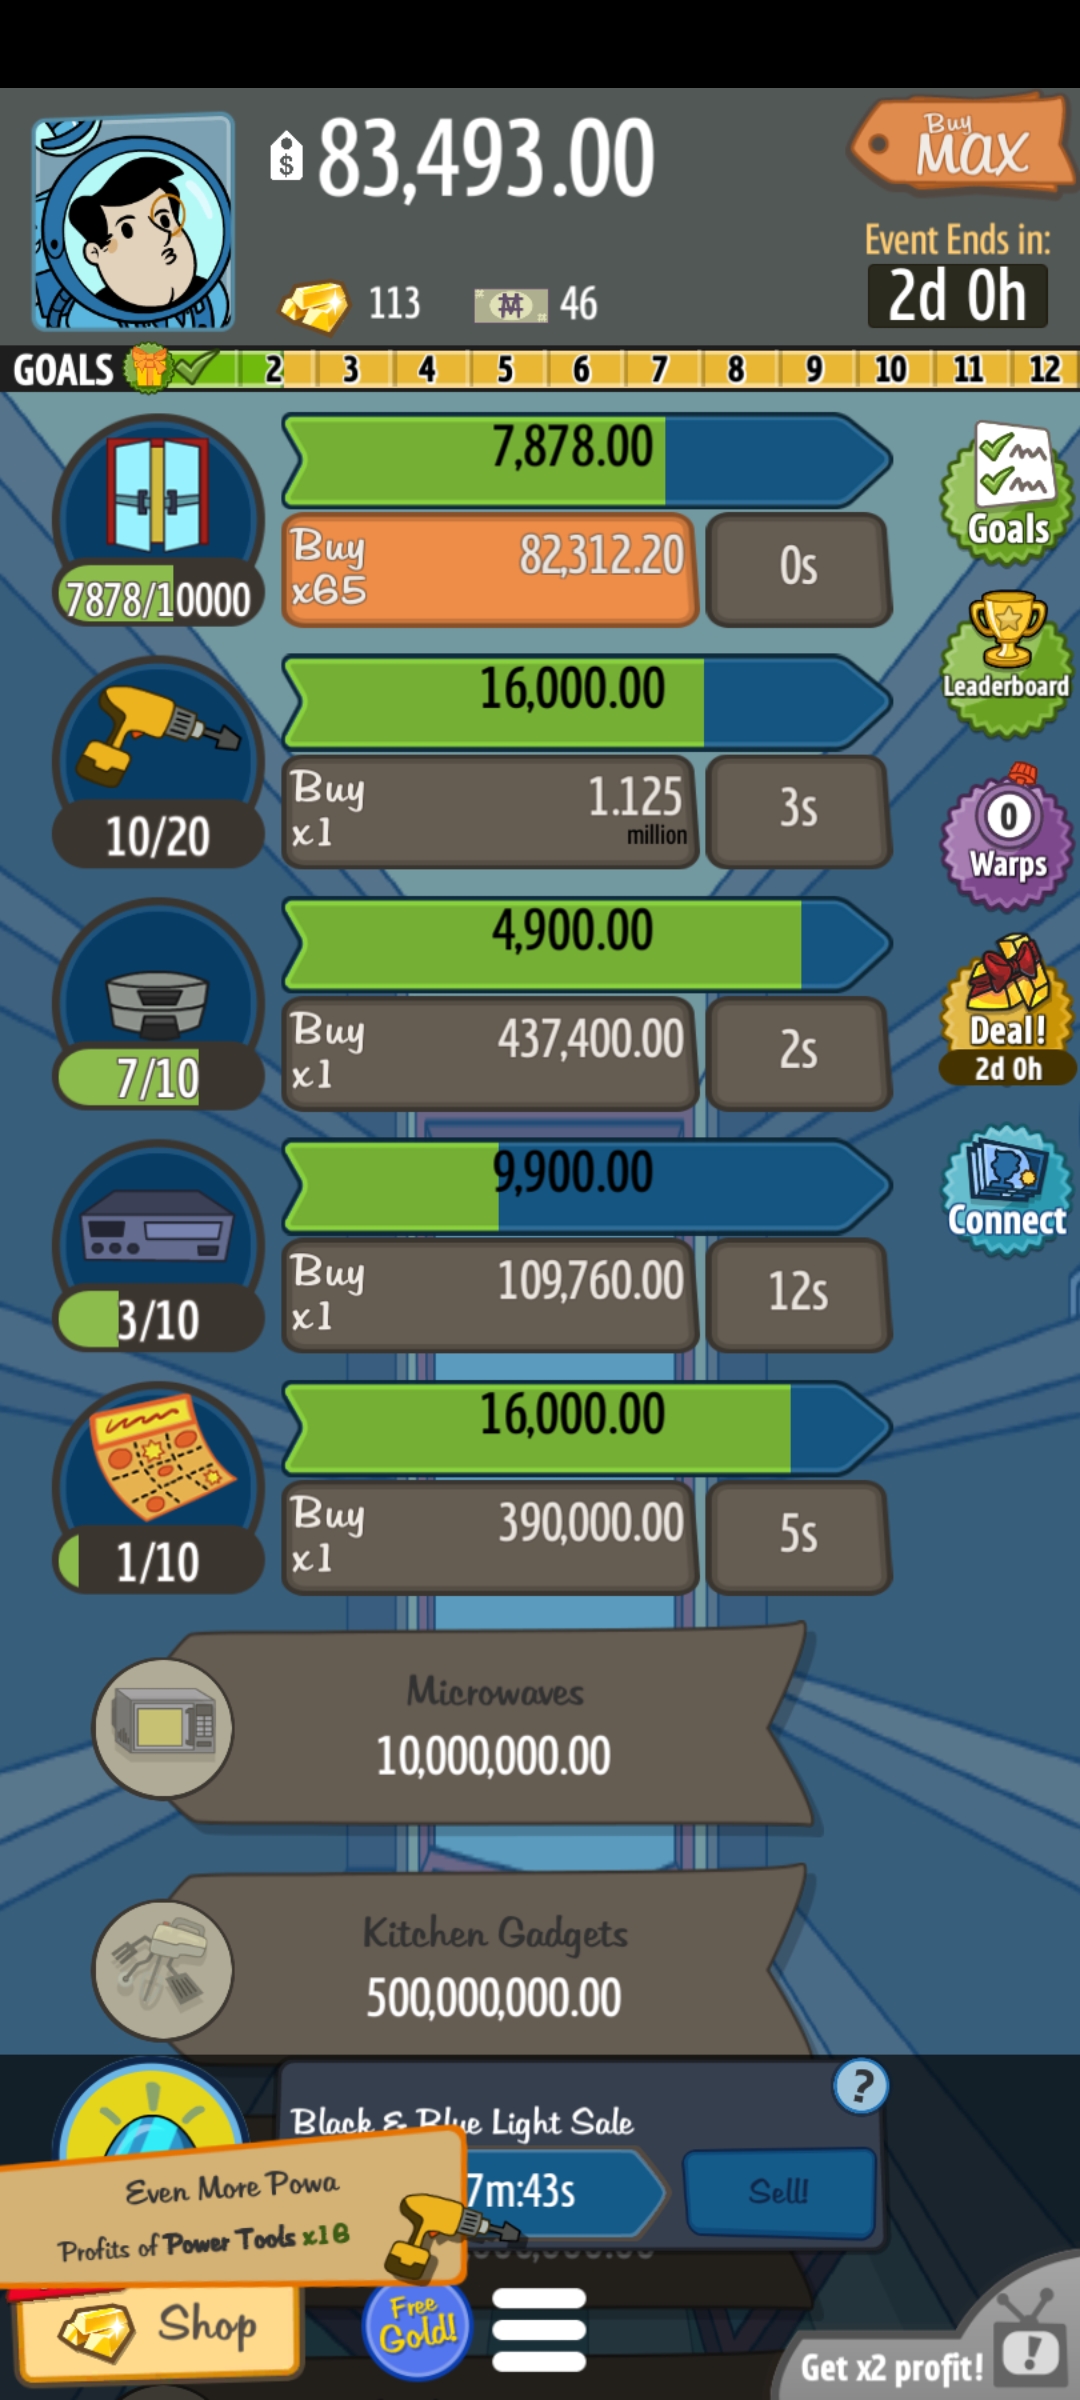 83,493.00
Buy
MAX
Event Ends in:
2d 0h
113
46
GOALS 2 3 4 5 6 7 8 9 10 11 12
7,878.00
Buy
x65
82,312.20
0s
7878/10000
Goals
16,000.00
Buy
x1
1.125
million
3s
10/20
Leaderboard
4,900.00
Buy
x1
437,400.00
2s
7/10
0
Warps
9,900.00
Buy
x1
109,760.00
12s
3/10
Deal!
2d 0h
16,000.00
Buy
x1
390,000.00
5s
1/10
Connect
Microwaves
10,000,000.00
Kitchen Gadgets
500,000,000.00
?
Black & Blue Light Sale
7m:43s
Sell!
Even More Powa
Profits of Power Tools x18
Shop
Free
Gold!
Get x2 profit!